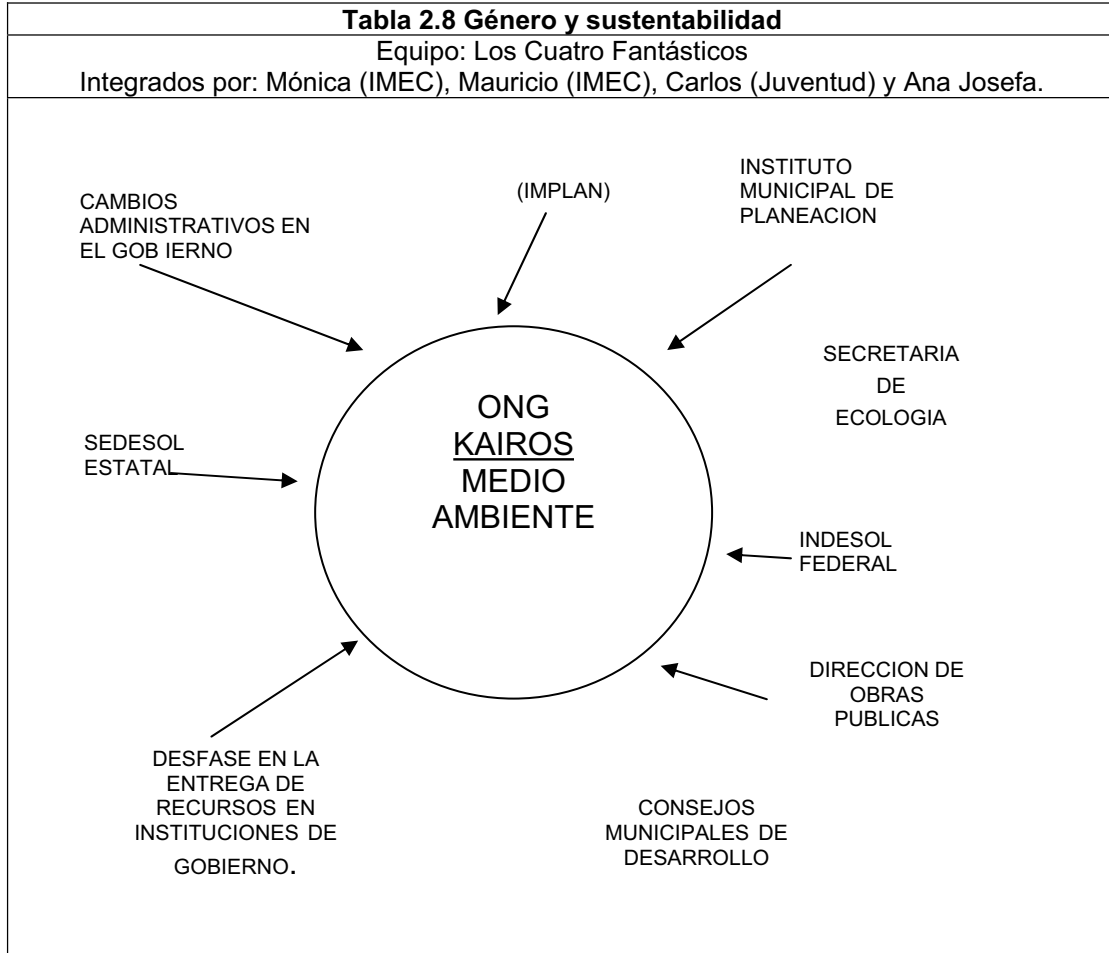 Tabla 2.8 Género y sustentabilidad
Equipo: Los Cuatro Fantásticos
Integrados por: Mónica (IMEC), Mauricio (IMEC), Carlos (Juventud) y Ana Josefa.
CAMBIOS
ADMINISTRATIVOS EN
EL GOB IERNO
(IMPLAN)
INSTITUTO
MUNICIPAL DE
PLANEACION
SECRETARIA
DE
ECOLOGIA
ONG
KAIROS
MEDIO
AMBIENTE
SEDESOL
ESTATAL
INDESOL
FEDERAL
DIRECCION DE
OBRAS
PUBLICAS
DESFASE EN LA
ENTREGA DE
RECURSOS EN
INSTITUCIONES DE
GOBIERNO.
CONSEJOS
MUNICIPALES DE
DESARROLLO